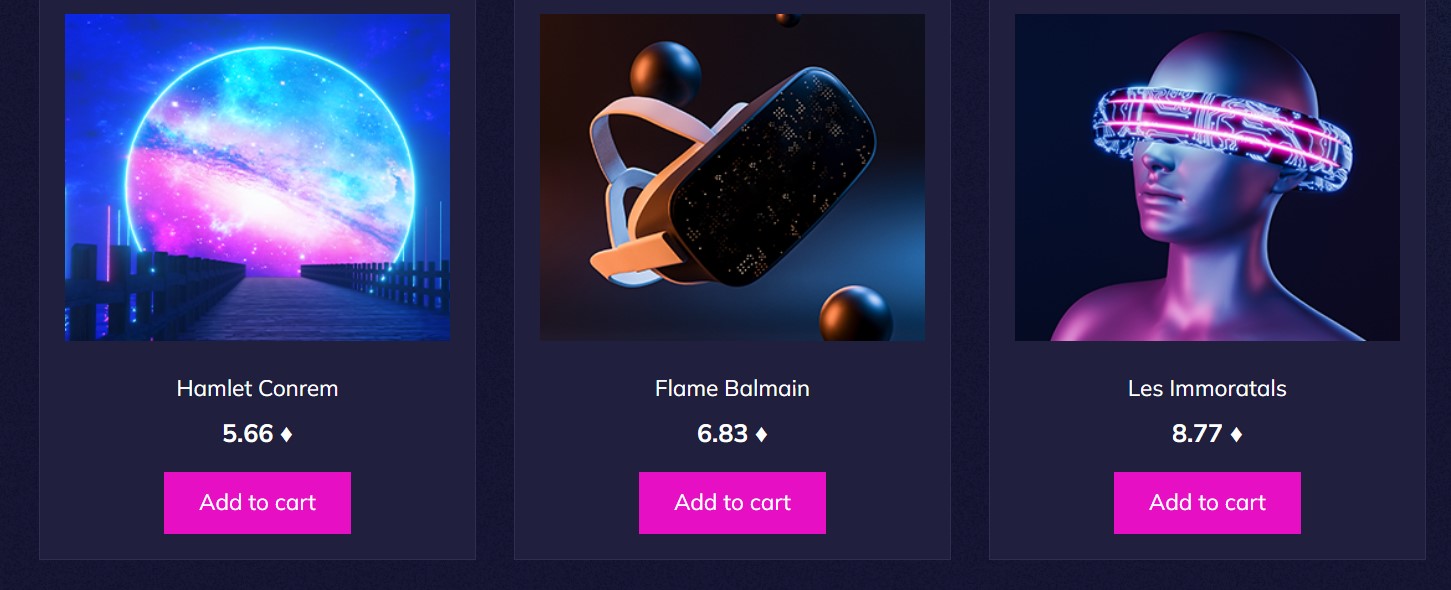 Hamlet Conrem
5.66 ♦
Add to cart
Flame Balmain
6.83 ♦
Add to cart
Les Immoratals
8.77 ♦
Add to cart